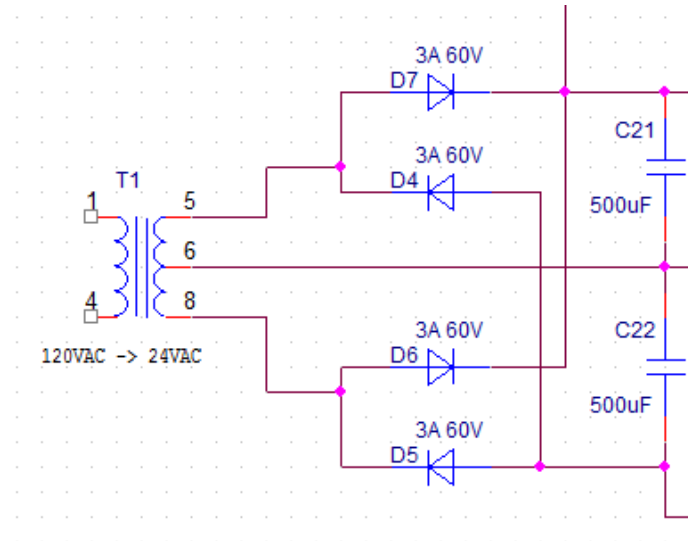 3A 60V
D7
C21
3A 60V
T1
D4
1
5
500uF
6
4
8
3A 60V
C22
120VAC -> 24VAC
D6
500uF
3A 60V
D5